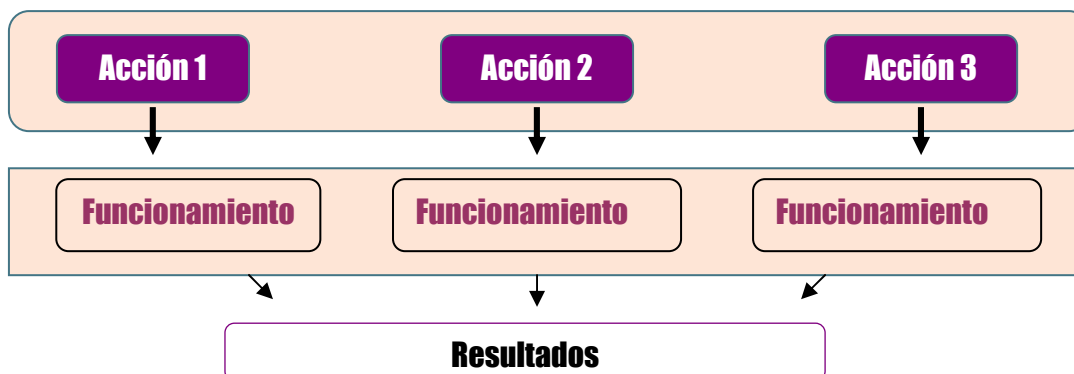 Acción 1
Acción 2
Acción 3
Funcionamiento
Funcionamiento
Funcionamiento
Resultados